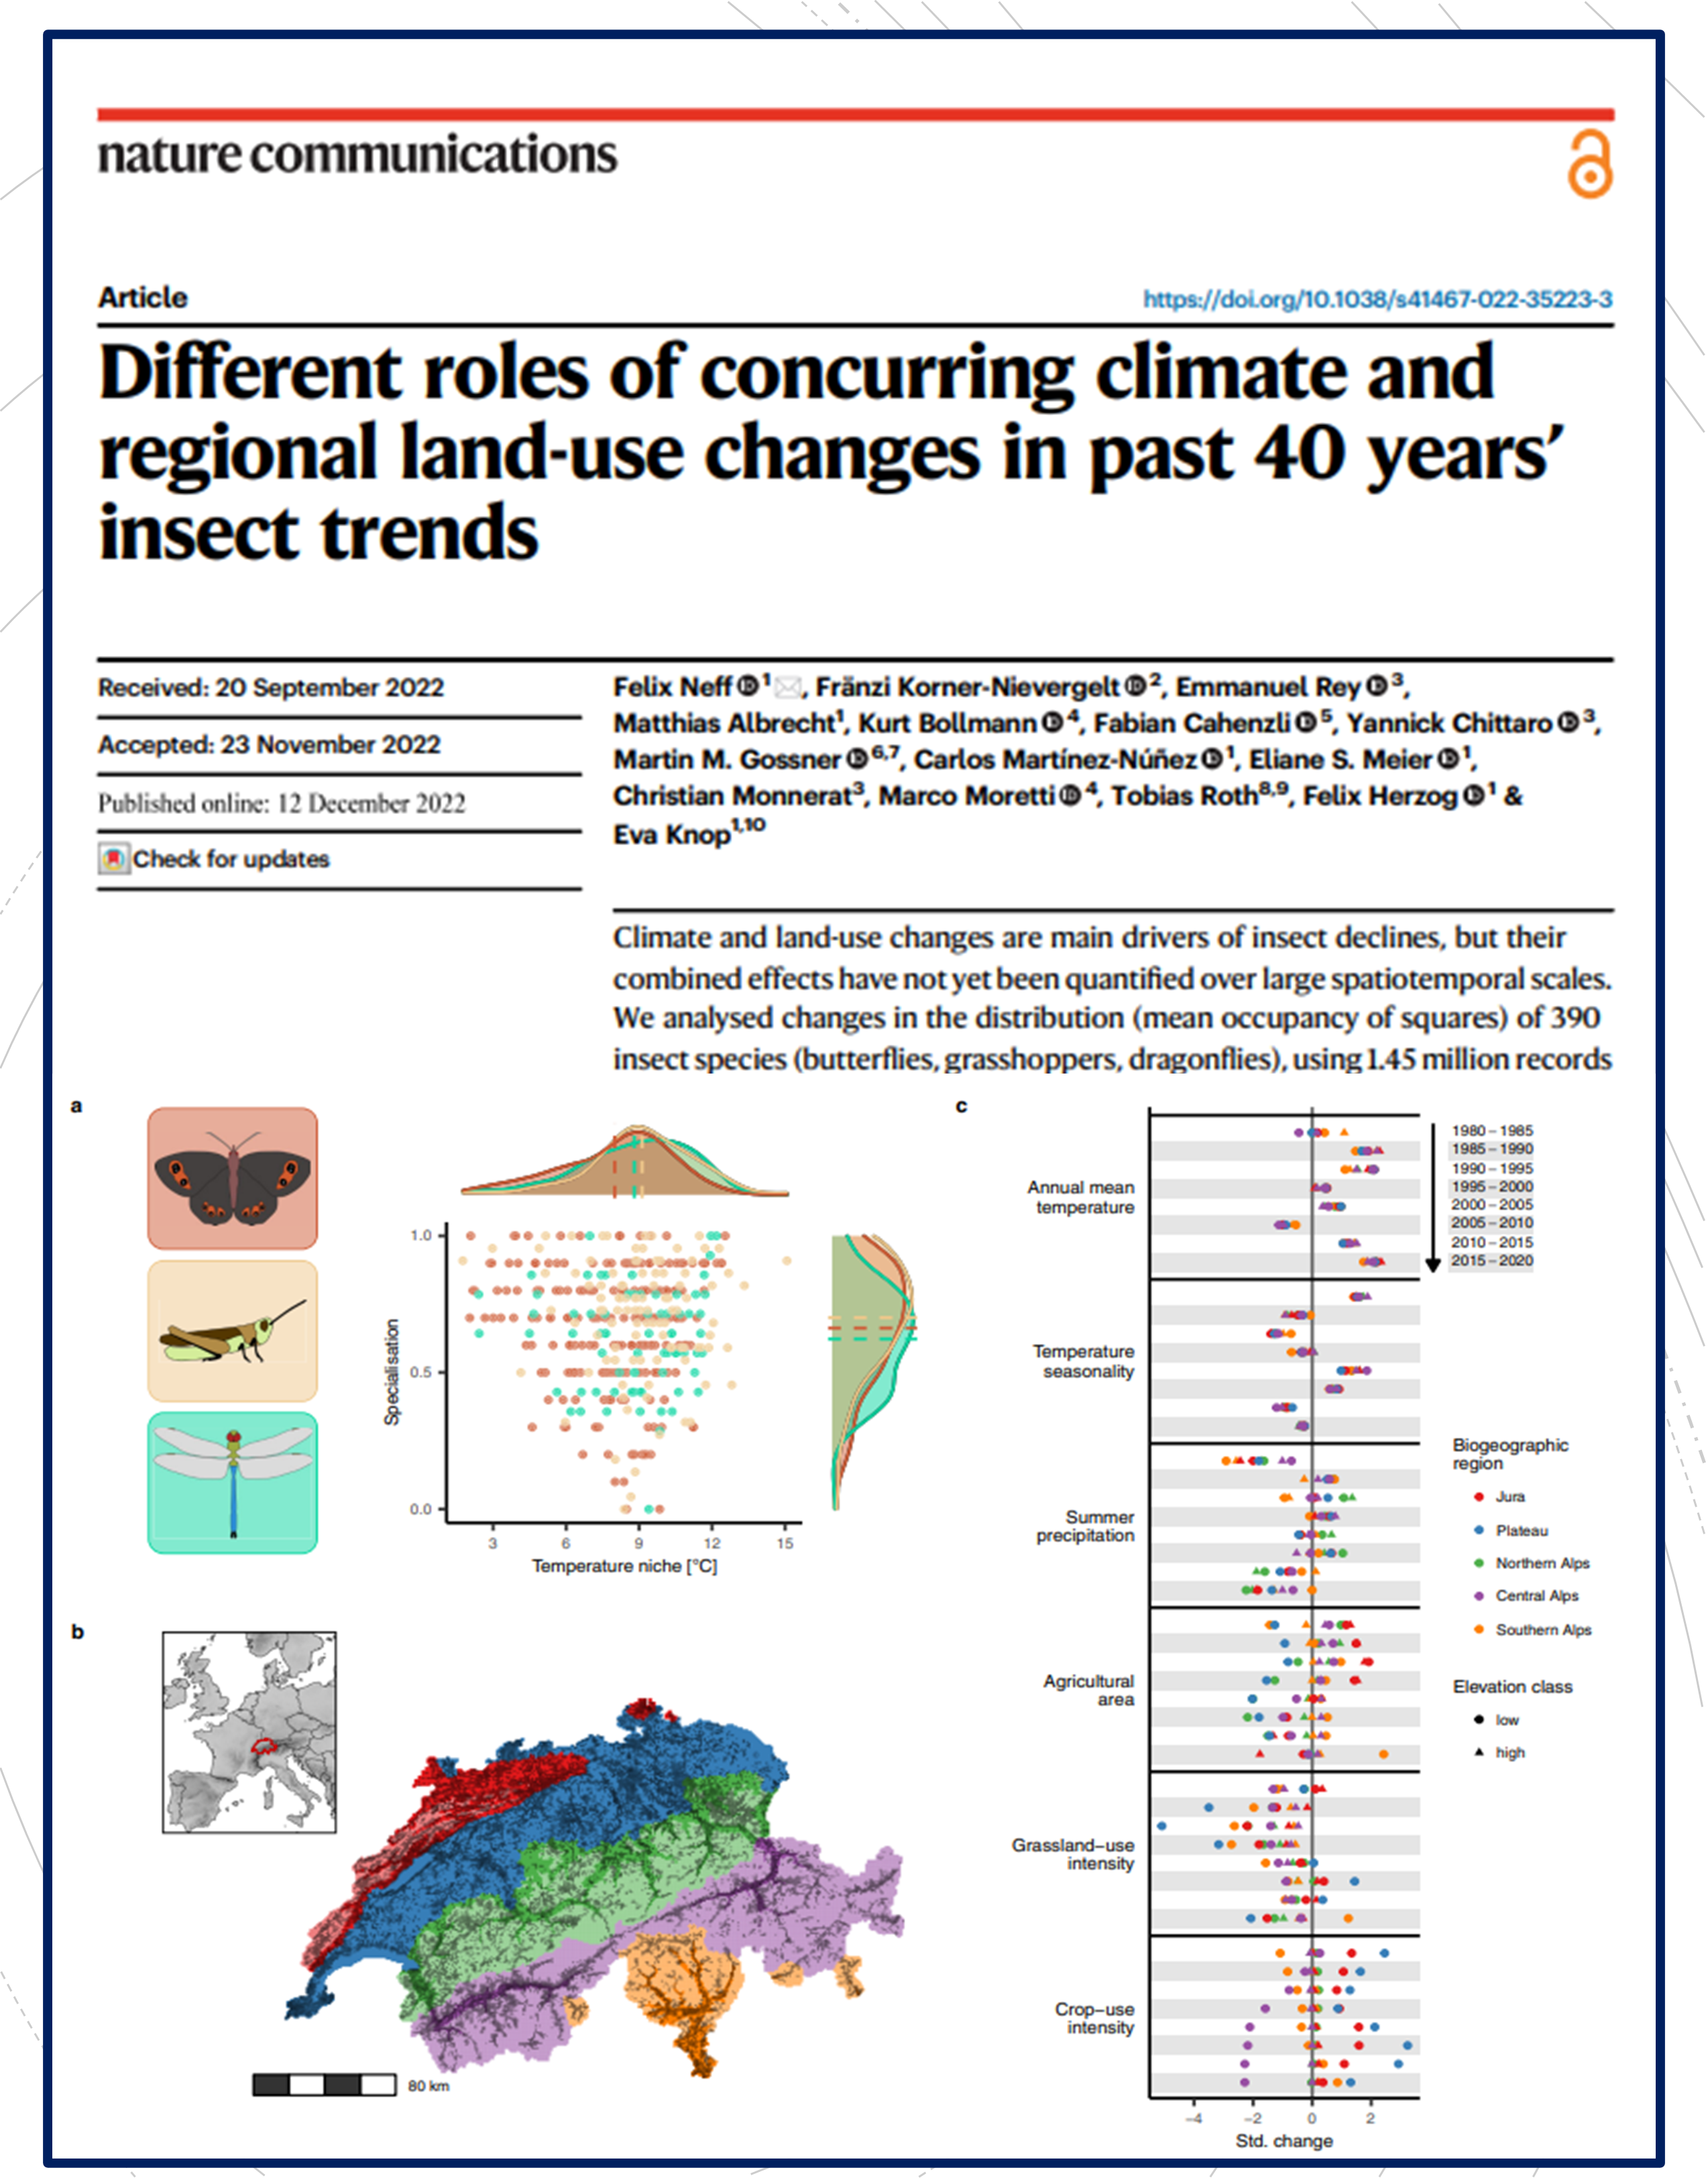 nature communications
Article
https://doi.org/10.1038/s41467-022-35223-3
Different roles of concurring climate and
regional land-use changes in past 40 years’
insect trends
Received: 20 September 2022
Accepted: 23 November 2022
Published online: 12 December 2022
Check for updates
Felix Neff 1, Fränzi Korner-Nievergelt 2, Emmanuel Rey 3,
Matthias Albrecht1, Kurt Bollmann 4, Fabian Cahenzli 5, Yannick Chittaro 3,
Martin M. Gossner 6,7, Carlos Martínez-Núñez 1, Eliane S. Meier 1,
Christian Monnerat3, Marco Moretti 4, Tobias Roth8,9, Felix Herzog 1 &
Eva Knop1,10
Climate and land-use changes are main drivers of insect declines, but their
combined effects have not yet been quantified over large spatiotemporal scales.
We analysed changes in the distribution (mean occupancy of squares) of 390
insect species (butterflies, grasshoppers, dragonflies), using 1.45 million records
a
1.0
0.5
0.0
Specialisation
3 6 9 12 15
Temperature niche [°C]
b
80 km
c
Annual mean
temperature
Temperature
seasonality
Summer
precipitation
Agricultural
area
Grassland–use
intensity
Crop–use
intensity
−4 −2 0 2
Std. change
1980–1985
1985–1990
1990–1995
1995–2000
2000–2005
2005–2010
2010–2015
2015–2020
Biogeographic
region
Jura
Plateau
Northern Alps
Central Alps
Southern Alps
Elevation class
low
high